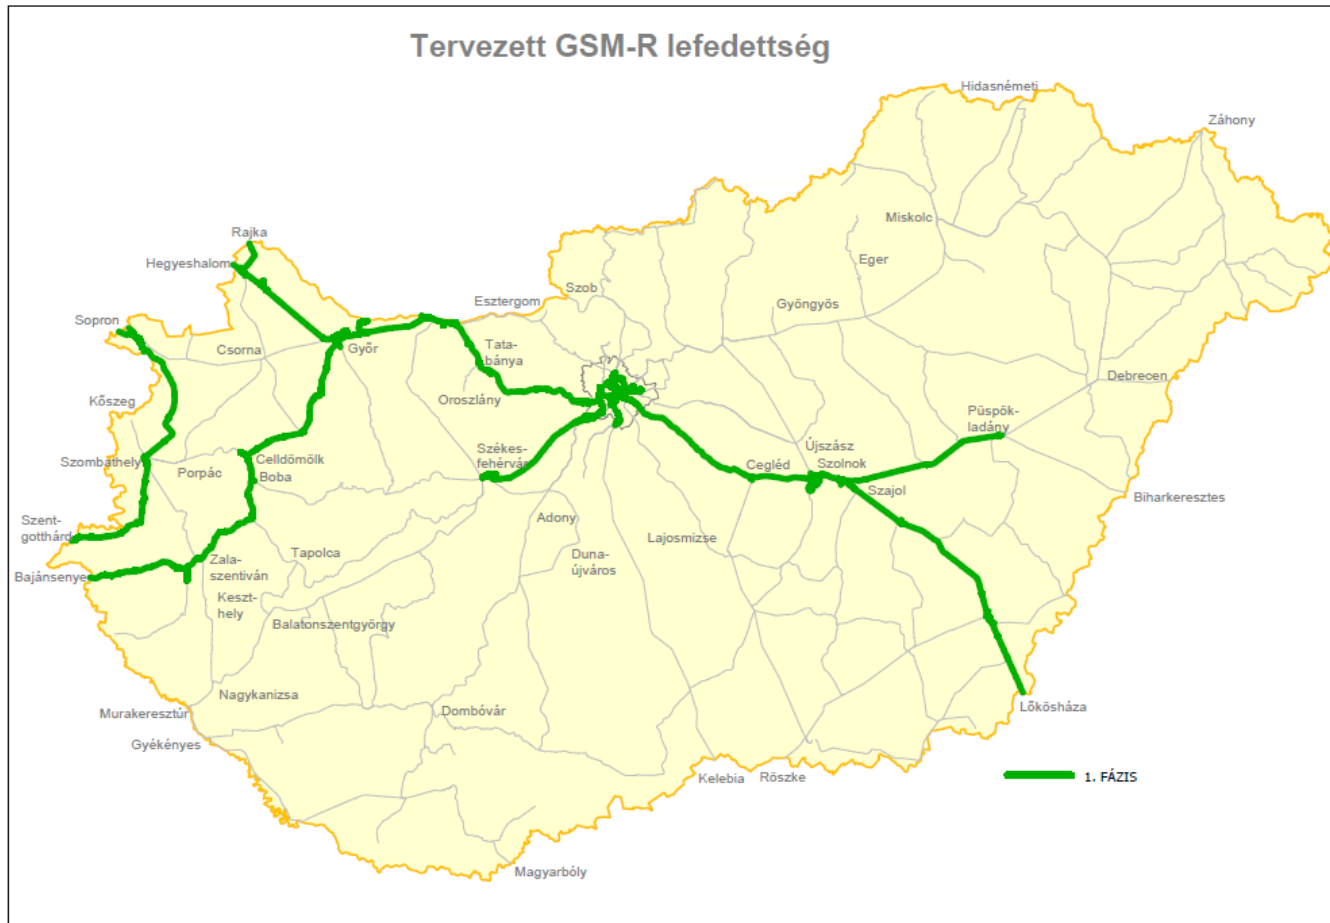 Tervezett GSM-R lefedettség
Hidasnémeti
Záhony
Miskolc
Rajka
Hegyeshalom
Eger
Szob
Esztergom
Gyöngyös
Sopron
Csorna
Győr
Tata-
bánya
Debrecen
Kőszeg
Oroszlány
Püspök-
ladány
Szombathely
Porpác
Celldömölk
Boba
Székes-
fehérvár
Cegléd
Újszász
Szolnok
Szajol
Biharkeresztes
Szent-
gotthárd
Adony
Lajosmizse
Tapolca
Duna-
újváros
Zala-
szentiván
Bajánsenye
Keszt-
hely
Balatonszentgyörgy
Nagykanizsa
Murakeresztúr
Dombóvár
Lőkösháza
Gyékényes
Kelebia
Röszke
1. FÁZIS
Magyarbóly